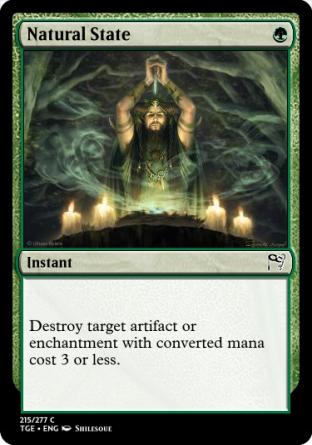 Natural State
Instant
Destroy target artifact or
enchantment with converted mana
cost 3 or less.
215/277 C
TGE • ENG SHILESQUE